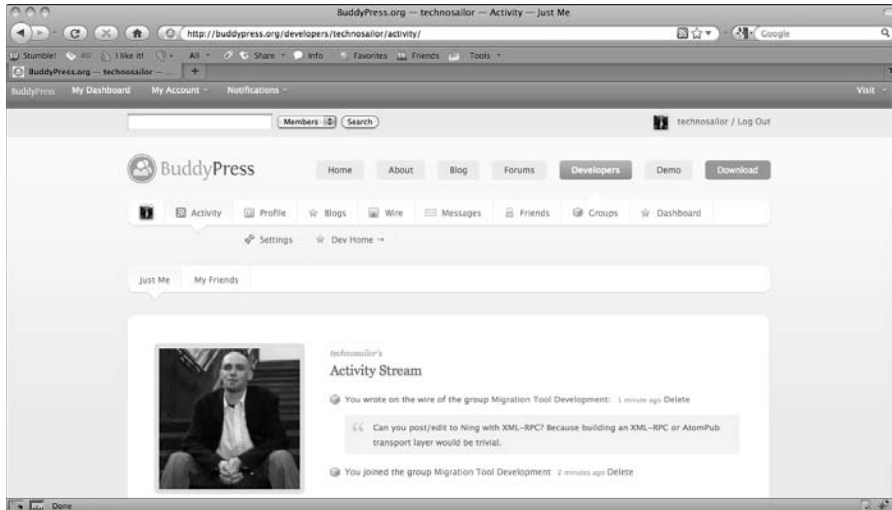 BuddyPress.org — technosailor — Activity — Just Me
http://buddypress.org/developers/technosailor/activity/
Google
Stumble! I like it! All Share Info Favorites Friends Tools
BuddyPress.org — technosailor — ... +
BuddyPress My Dashboard My Account Notifications Visit
Members Search technosailor / Log Out
BuddyPress Home About Blog Forums Developers Demo Download
Activity Profile Blogs Wire Messages Friends Groups Dashboard
Settings Dev Home →
Just Me My Friends
technosailor's
Activity Stream
You wrote on the wire of the group Migration Tool Development: 1 minute ago Delete
Can you post/edit to Ning with XML-RPC? Because building an XML-RPC or AtomPub
transport layer would be trivial.
You joined the group Migration Tool Development 2 minutes ago Delete
Done